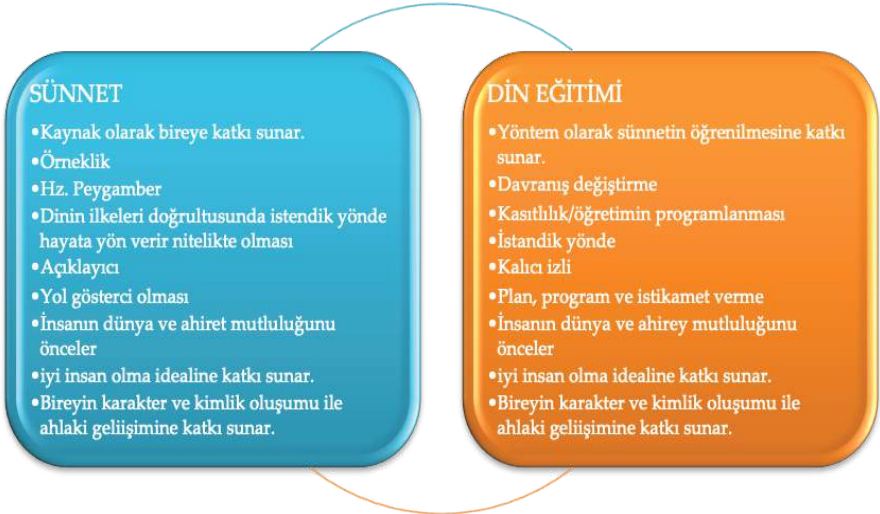 SÜNNET
•Kaynak olarak bireye katkı sunar.
•Örneklik
•Hz. Peygamber
•Dinin ilkeleri doğrultusunda istendik yönde
hayata yön verir nitelikte olması
•Açıklayıcı
•Yol gösterci olması
•İnsanın dünya ve ahiret mutluluğunu
önceler
•iyi insan olma idealine katkı sunar.
•Bireyin karakter ve kimlik oluşumu ile
ahlaki geliişimine katkı sunar.
DİN EĞİTİMİ
•Yöntem olarak sünnetin öğrenilmesine katkı
sunar.
•Davranış değiştirme
•Kasıtlılık/öğretimin programlanması
•İstandik yönde
•Kalıcı izli
•Plan, program ve istikamet verme
•İnsanın dünya ve ahirey mutluluğunu
önceler
•iyi insan olma idealine katkı sunar.
•Bireyin karakter ve kimlik oluşumu ile
ahlaki geliişimine katkı sunar.